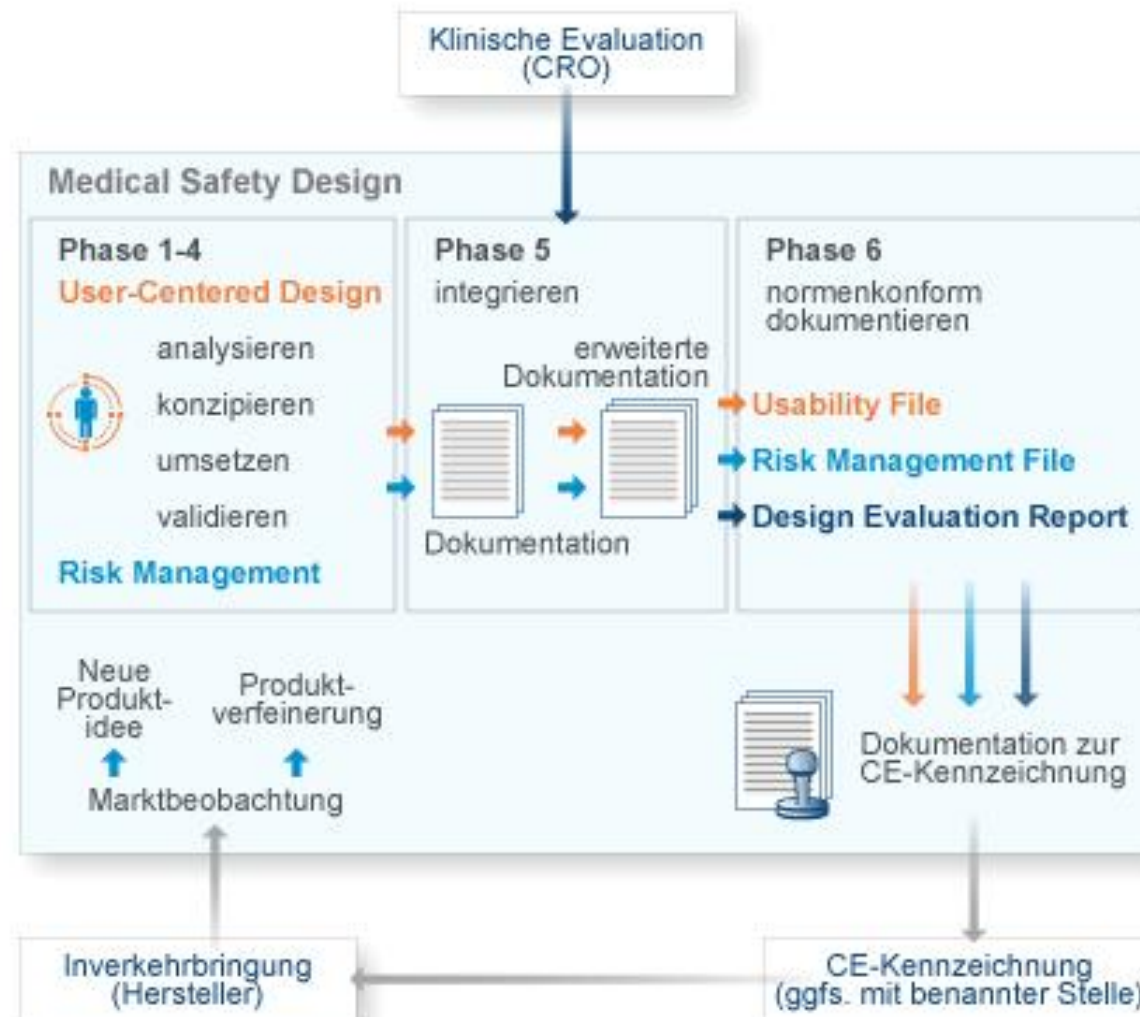 Klinische Evaluation
(CRO)
Medical Safety Design
Phase 1-4
User-Centered Design
analysieren
konzipieren
umsetzen
validieren
Risk Management
Phase 5
integrieren
erweiterte
Dokumentation
Dokumentation
Phase 6
normenkonform
dokumentieren
Usability File
Risk Management File
Design Evaluation Report
Neue
Produkt-
idee
Produkt-
verfeinerung
Marktbeobachtung
Dokumentation zur
CE-Kennzeichnung
Inverkehrbringung
(Hersteller)
CE-Kennzeichnung
(ggfs. mit benannter Stelle)